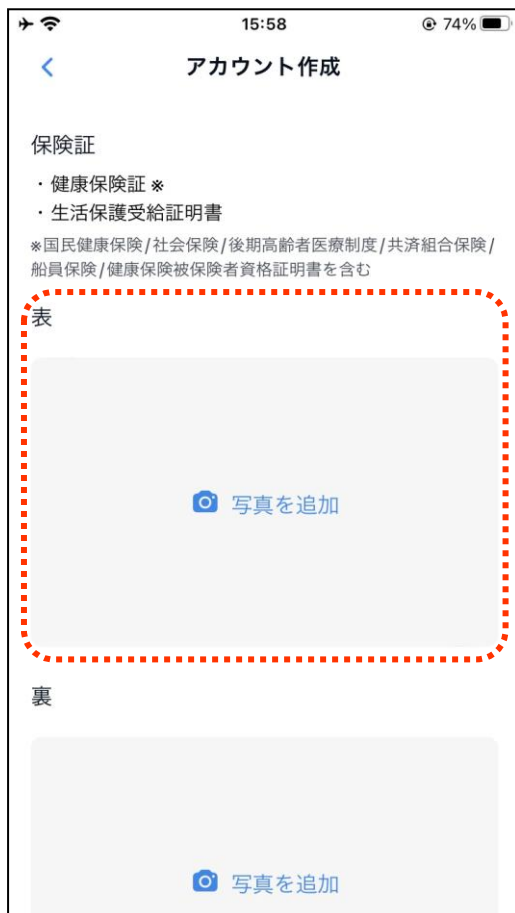 15:58
74%
アカウント作成
保険証
・健康保険証 ※
・生活保護受給証明書
※国民健康保険/社会保険/後期高齢者医療制度/共済組合保険/
船員保険/健康保険被保険者資格証明書を含む
表
写真を追加
裏
写真を追加